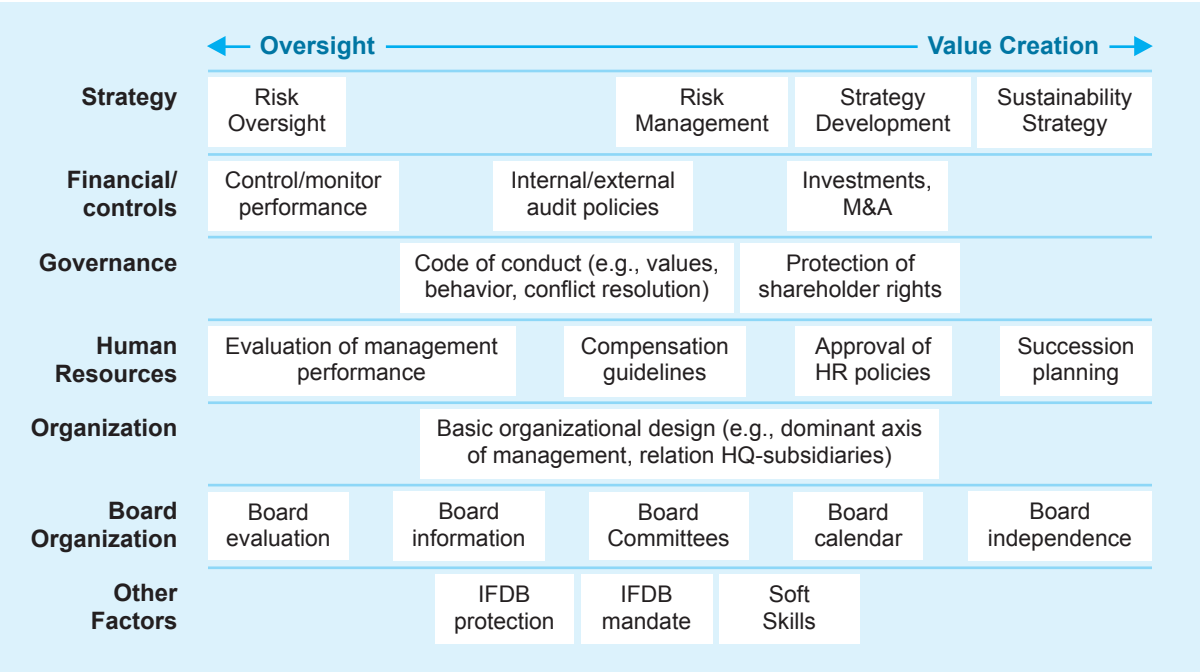 Oversight
Value Creation
Strategy
Risk
Oversight
Risk
Management
Strategy
Development
Sustainability
Strategy
Financial/
controls
Control/monitor
performance
Internal/external
audit policies
Investments,
M&A
Governance
Code of conduct (e.g., values,
behavior, conflict resolution)
Protection of
shareholder rights
Human
Resources
Evaluation of management
performance
Compensation
guidelines
Approval of
HR policies
Succession
planning
Organization
Basic organizational design (e.g., dominant axis
of management, relation HQ-subsidiaries)
Board
Organization
Board
evaluation
Board
information
Board
Committees
Board
calendar
Board
independence
Other
Factors
IFDB
protection
IFDB
mandate
Soft
Skills